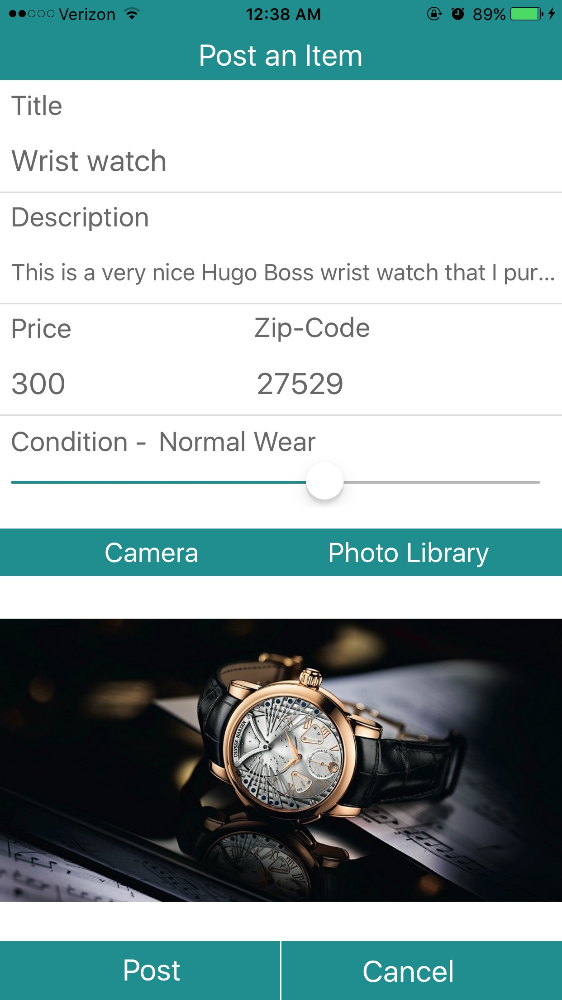 Verizon 12:38 AM 89%
Post an Item
Title
Wrist watch
Description
This is a very nice Hugo Boss wrist watch that I pur...
Price Zip-Code
300 27529
Condition - Normal Wear
Camera Photo Library
ULYSSE NARDIN
Post Cancel